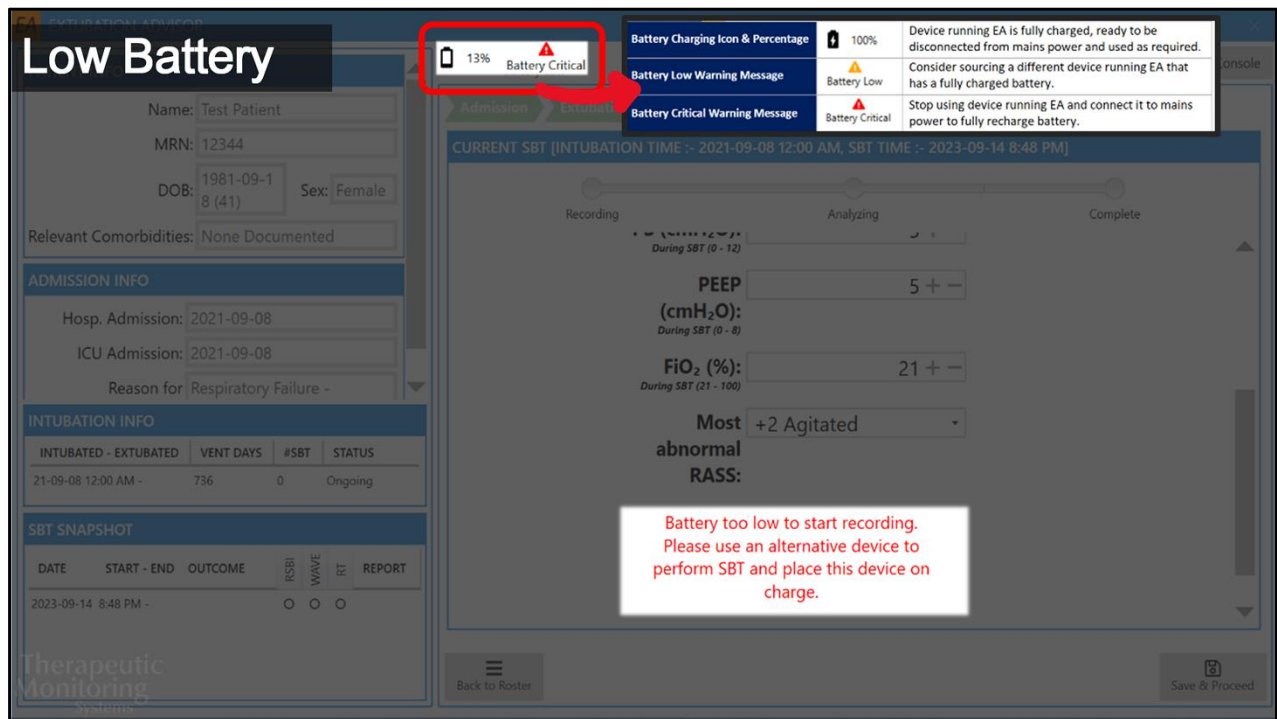 EA EXTUBATION ADVISOR
Low Battery
13% Battery Critical
Battery Charging Icon & Percentage
100%
Device running EA is fully charged, ready to be
disconnected from mains power and used as required.
Battery Low Warning Message
Battery Low
Consider sourcing a different device running EA that
has a fully charged battery.
Battery Critical Warning Message
Battery Critical
Stop using device running EA and connect it to mains
power to fully recharge battery.
Name: Test Patient
MRN: 12344
DOB: 1981-09-1
8 (41)
Sex: Female
Relevant Comorbidities: None Documented
ADMISSION INFO
Hosp. Admission: 2021-09-08
ICU Admission: 2021-09-08
Reason for Respiratory Failure -
INTUBATION INFO
INTUBATED - EXTUBATED VENT DAYS #SBT STATUS
21-09-08 12:00 AM - 736 0 Ongoing
SBT SNAPSHOT
DATE START - END OUTCOME RSBI WAVE RT REPORT
2023-09-14 8:48 PM -
Therapeutic
Monitoring
Systems
Admission
CURRENT SBT [INTUBATION TIME :- 2021-09-08 12:00 AM, SBT TIME :- 2023-09-14 8:48 PM]
Recording Analyzing Complete
During SBT (0 - 12)
PEEP
(cmH₂O):
During SBT (0 - 8)
5 + −
FiO₂ (%):
During SBT (21 - 100)
21 + −
Most
abnormal
RASS:
+2 Agitated
Battery too low to start recording.
Please use an alternative device to
perform SBT and place this device on
charge.
Back to Roster
Save & Proceed